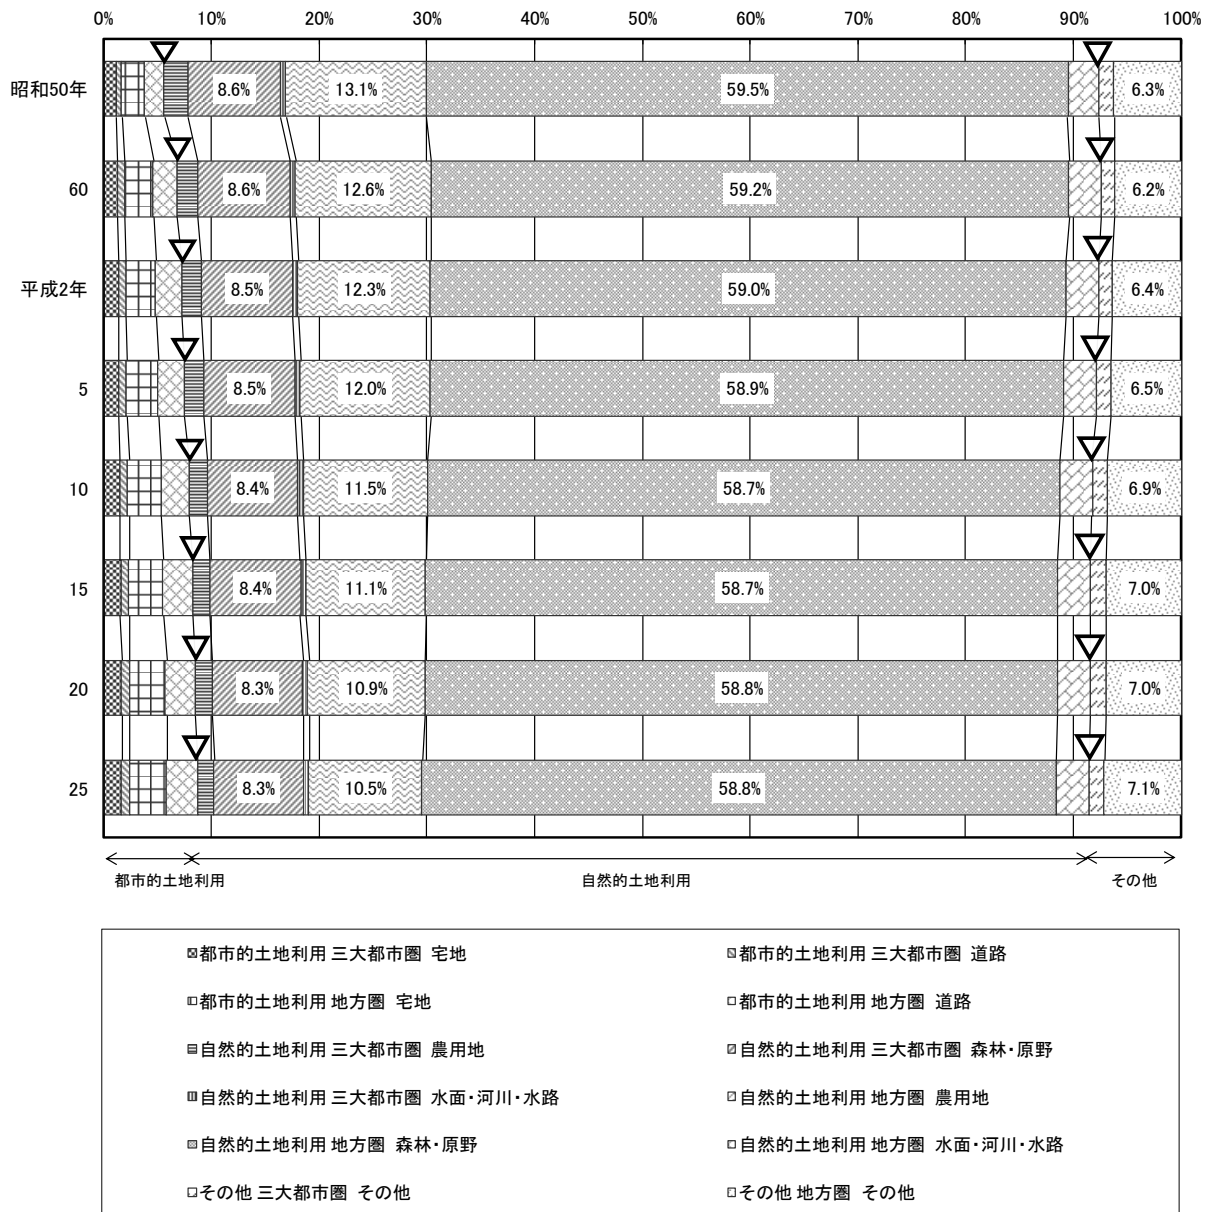 0% 10% 20% 30% 40% 50% 60% 70% 80% 90% 100%
昭和50年 8.6% 13.1% 59.5% 6.3%
60 8.6% 12.6% 59.2% 6.2%
平成2年 8.5% 12.3% 59.0% 6.4%
5 8.5% 12.0% 58.9% 6.5%
10 8.4% 11.5% 58.7% 6.9%
15 8.4% 11.1% 58.7% 7.0%
20 8.3% 10.9% 58.8% 7.0%
25 8.3% 10.5% 58.8% 7.1%
都市的土地利用 自然的土地利用 その他
都市的土地利用 三大都市圏 宅地 都市的土地利用 三大都市圏 道路
都市的土地利用 地方圏 宅地 都市的土地利用 地方圏 道路
自然的土地利用 三大都市圏 農用地 自然的土地利用 三大都市圏 森林・原野
自然的土地利用 三大都市圏 水面・河川・水路 自然的土地利用 地方圏 農用地
自然的土地利用 地方圏 森林・原野 自然的土地利用 地方圏 水面・河川・水路
その他 三大都市圏 その他 その他 地方圏 その他